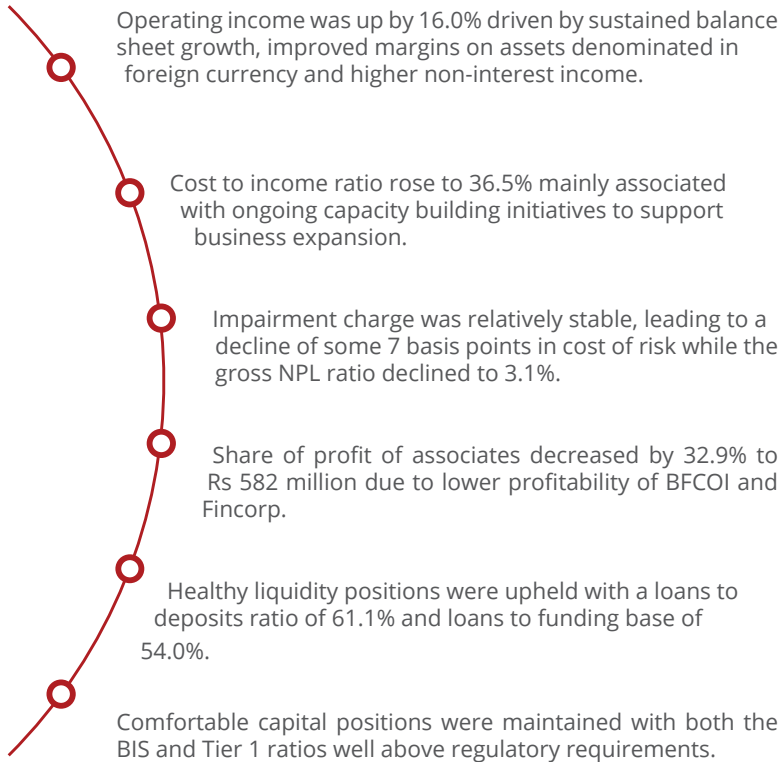 Operating income was up by 16.0% driven by sustained balance
sheet growth, improved margins on assets denominated in
foreign currency and higher non-interest income.
Cost to income ratio rose to 36.5% mainly associated
with ongoing capacity building initiatives to support
business expansion.
Impairment charge was relatively stable, leading to a
decline of some 7 basis points in cost of risk while the
gross NPL ratio declined to 3.1%.
Share of profit of associates decreased by 32.9% to
Rs 582 million due to lower profitability of BFCOI and
Fincorp.
Healthy liquidity positions were upheld with a loans to
deposits ratio of 61.1% and loans to funding base of
54.0%.
Comfortable capital positions were maintained with both the
BIS and Tier 1 ratios well above regulatory requirements.